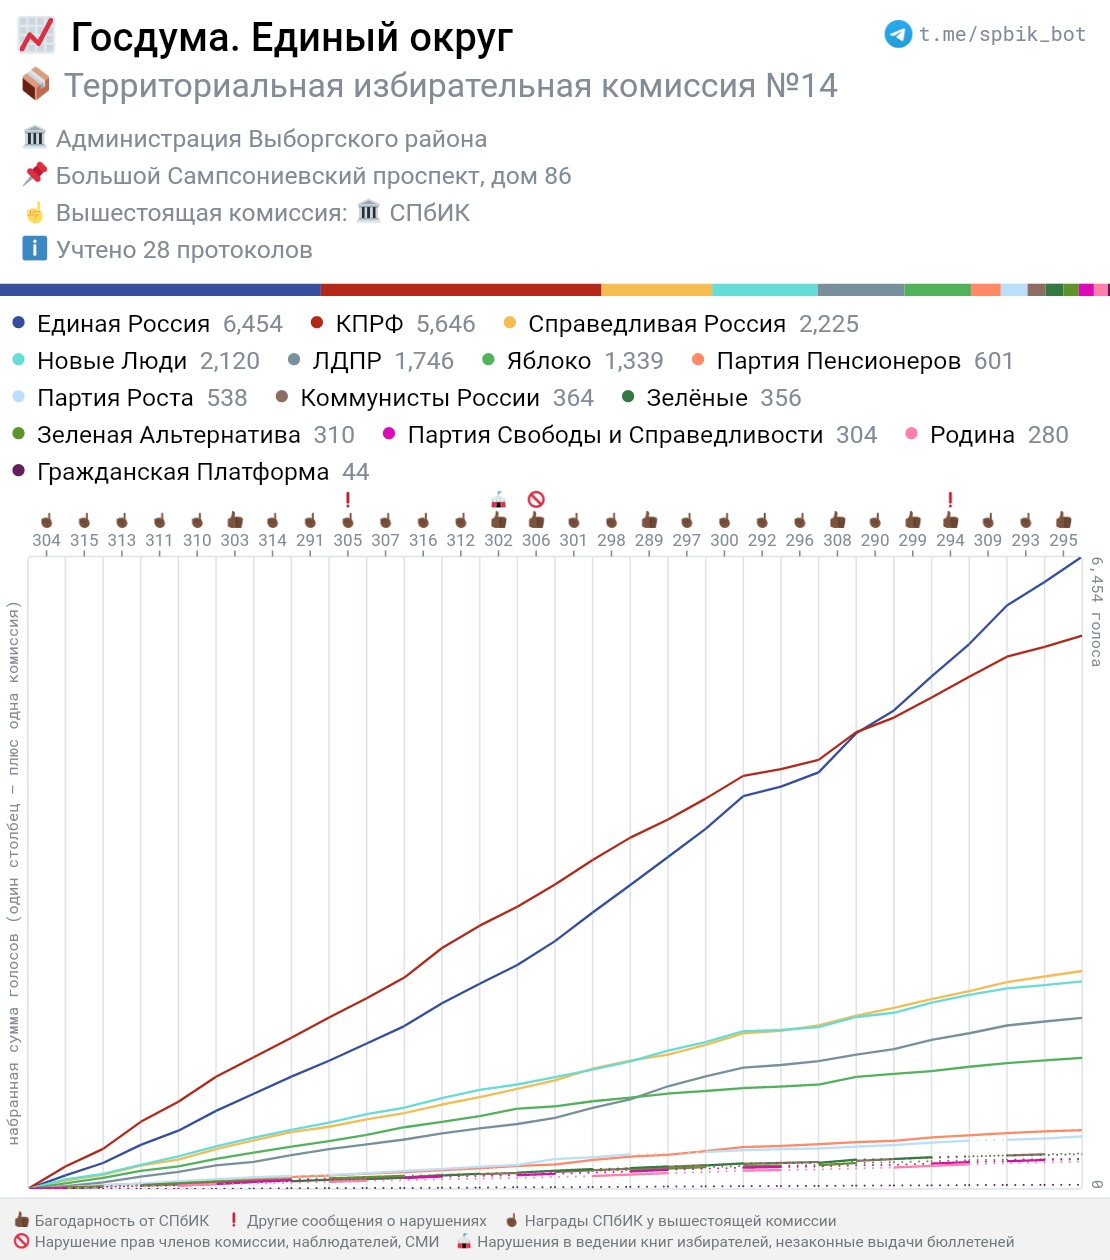 Госдума. Единый округ
t.me/spbik_bot
Территориальная избирательная комиссия №14
Администрация Выборгского района
Большой Сампсониевский проспект, дом 86
Вышестоящая комиссия: СПбИК
Учтено 28 протоколов
Единая Россия 6,454 КПРФ 5,646 Справедливая Россия 2,225
Новые Люди 2,120 ЛДПР 1,746 Яблоко 1,339 Партия Пенсионеров 601
Партия Роста 538 Коммунисты России 364 Зелёные 356
Зеленая Альтернатива 310 Партия Свободы и Справедливости 304 Родина 280
Гражданская Платформа 44
304 315 313 311 310 303 314 291 305 307 316 312 302 306 301 298 289 297 300 292 296 308 290 299 294 309 293 295
набранная сумма голосов (один столбец – плюс одна комиссия)
6,454 голоса
0
Багодарность от СПбИК Другие сообщения о нарушениях Награды СПбИК у вышестоящей комиссии
Нарушение прав членов комиссии, наблюдателей, СМИ Нарушения в ведении книг избирателей, незаконные выдачи бюллетеней